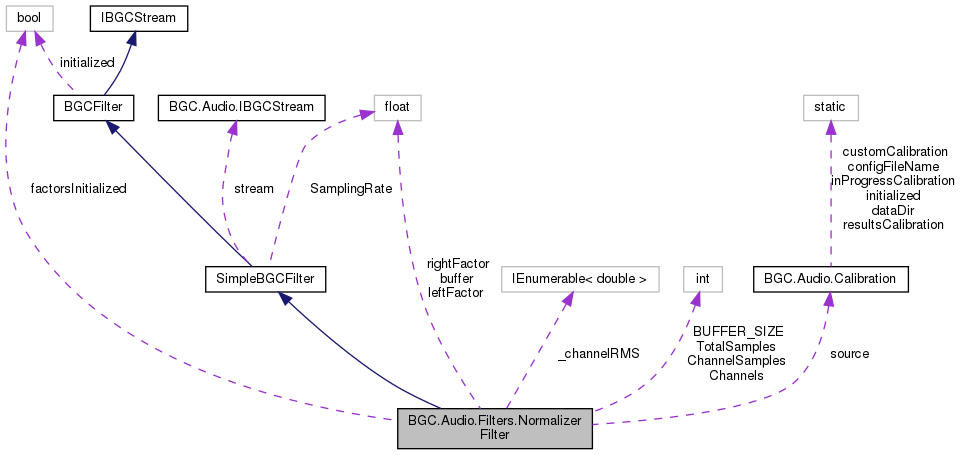 bool
IBGCStream
initialized
BGCFilter
BGC.Audio.IBGCStream
float
static
factorsInitialized
stream
SamplingRate
customCalibration
configFileName
inProgressCalibration
initialized
dataDir
resultsCalibration
SimpleBGCFilter
rightFactor
buffer
leftFactor
IEnumerable< double >
int
BGC.Audio.Calibration
_channelRMS
BUFFER_SIZE
TotalSamples
ChannelSamples
Channels
source
BGC.Audio.Filters.Normalizer
Filter